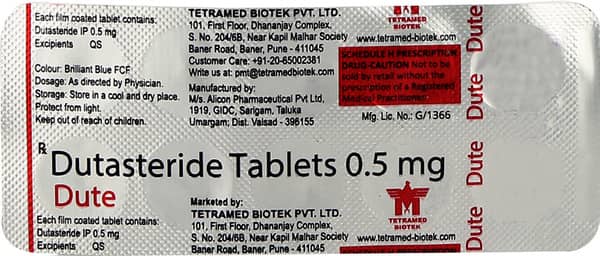 Each film coated tablet contains:
Dutasteride IP 0.5 mg
Excipients QS
Colour: Brilliant Blue FCF
Dosage: As directed by Physician.
Storage: Store in a cool and dry place.
Protect from light.
Keep out of reach of children.
TETRAMED BIOTEK PVT. LTD.
101, First Floor, Dhananjay Complex,
S. No. 204/6B, Near Kapil Malhar Society
Baner Road, Baner, Pune - 411045
Customer Care: +91-20-65002381
Write us at: pmt@tetramedbiotek.com
Manufactured by:
M/s. Alicon Pharmaceutical Pvt Ltd,
1919, GIDC, Sarigam, Taluka
Umargam; Dist. Valsad - 396155
TETRAMED
BIOTEK
www.tetramed-biotek.com
SCHEDULE H PRESCRIPTION
DRUG-CAUTION Not to be
sold by retail without the
prescription of a Registered
Medical Practitioner.
Mfg. Lic. No.: G/1366
Rx Dutasteride Tablets 0.5 mg
Dute
Each film coated tablet contains:
Dutasteride IP 0.5 mg
Excipients QS
Marketed by:
TETRAMED BIOTEK PVT. LTD.
101, First Floor, Dhananjay Complex,
S. No. 204/6B, Near Kapil Malhar Society
Baner Road, Baner, Pune - 411045
TETRAMED
BIOTEK
www.tetramed-biotek.com
Dute Dute Dute Dute